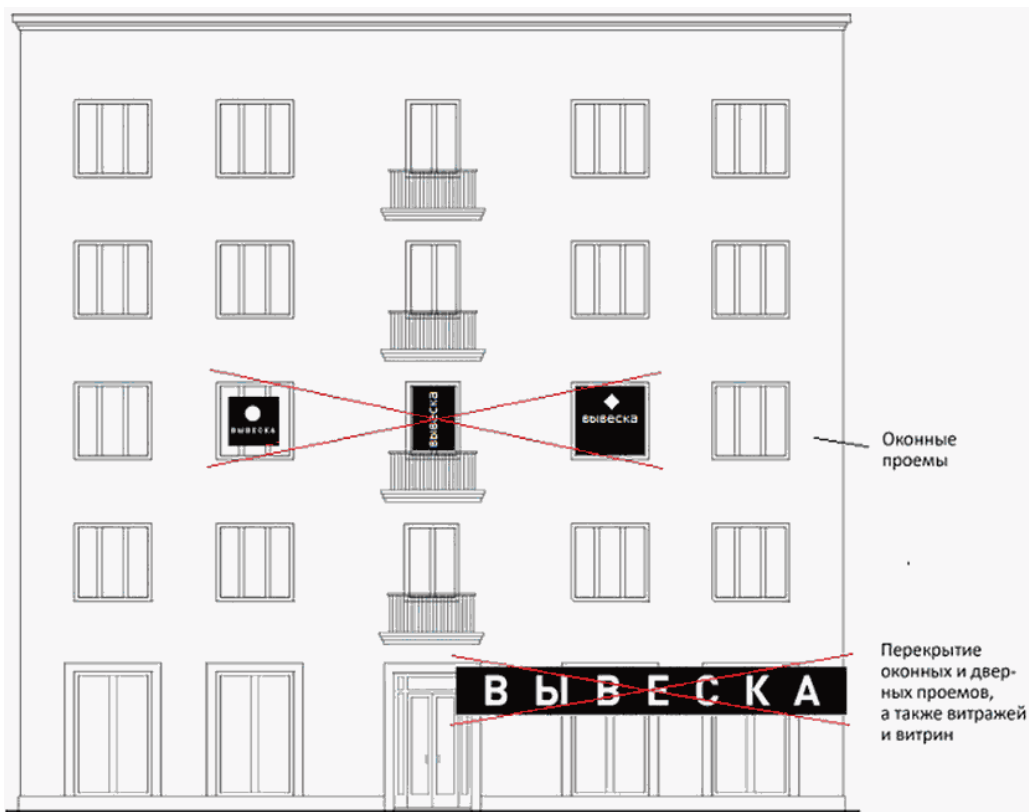 ВЫВЕСКА
вывеска
вывеска
Оконные
проемы
Перекрытие
оконных и двер-
ных проемов,
а также витражей
и витрин
ВЫВЕСКА